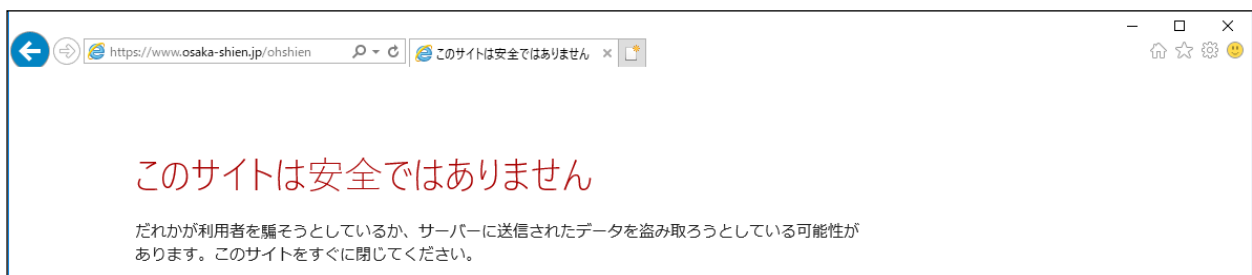 https://www.osaka-shien.jp/ohshien
このサイトは安全ではありません
このサイトは安全ではありません
だれかが利用者を騙そうとしているか、サーバーに送信されたデータを盗み取ろうとしている可能性が
あります。このサイトをすぐに閉じてください。